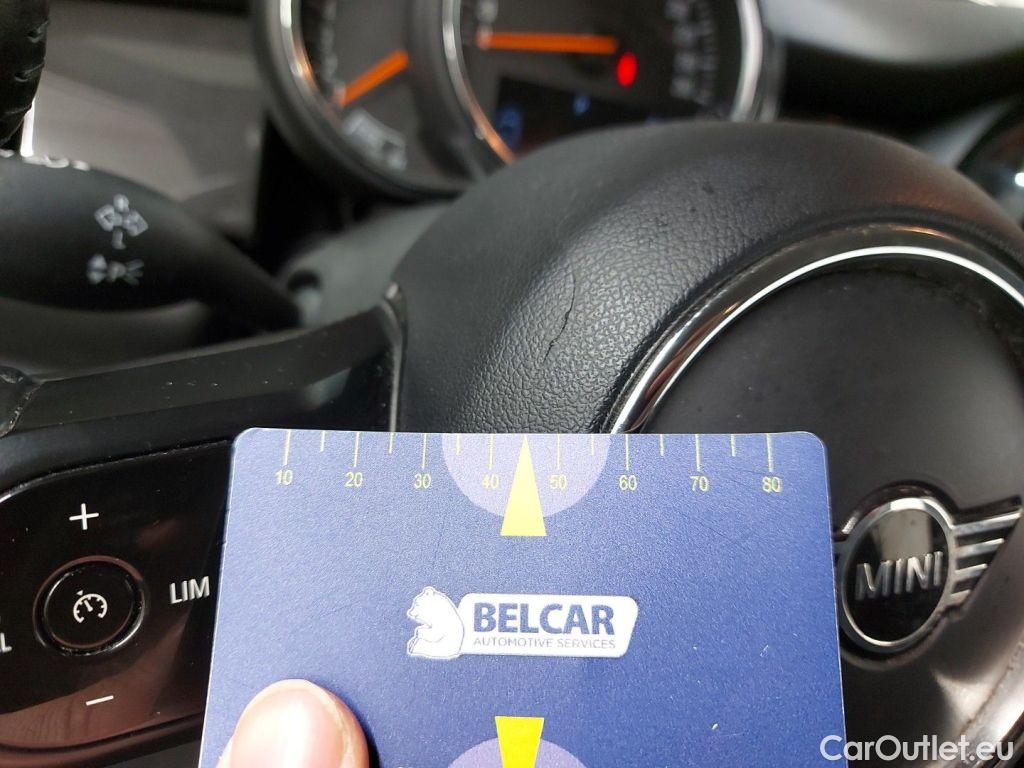 R
L
P
+
LIM
−
10 20 30 40 50 60 70 80
BELCAR
AUTOMOTIVE SERVICES
MINI
CarOutlet.eu